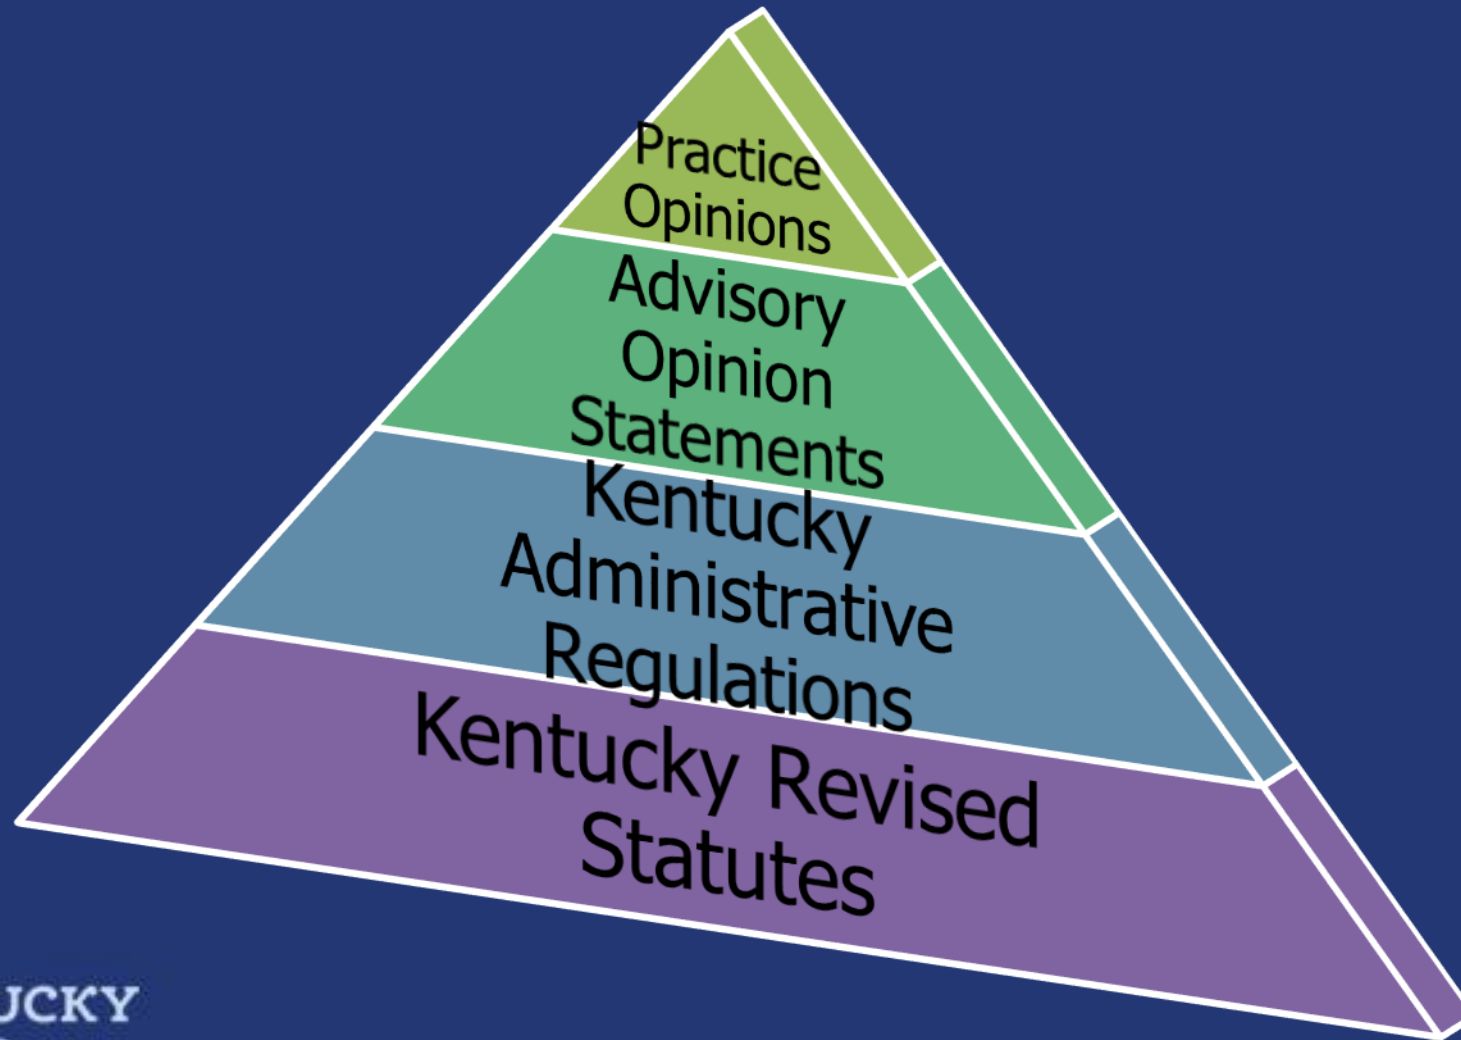 Practice
Opinions
Advisory
Opinion
Statements
Kentucky
Administrative
Regulations
Kentucky Revised
Statutes
UCKY